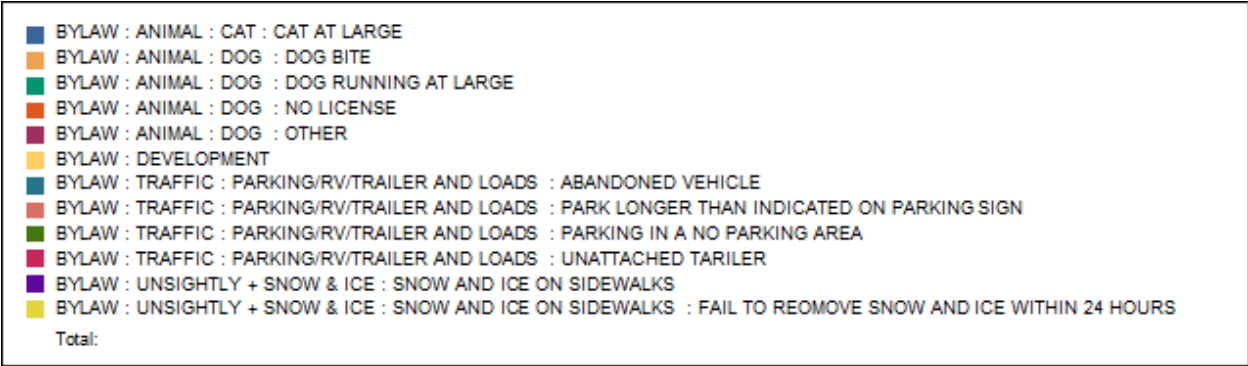 BYLAW : ANIMAL : CAT : CAT AT LARGE
BYLAW : ANIMAL : DOG : DOG BITE
BYLAW : ANIMAL : DOG : DOG RUNNING AT LARGE
BYLAW : ANIMAL : DOG : NO LICENSE
BYLAW : ANIMAL : DOG : OTHER
BYLAW : DEVELOPMENT
BYLAW : TRAFFIC : PARKING/RV/TRAILER AND LOADS : ABANDONED VEHICLE
BYLAW : TRAFFIC : PARKING/RV/TRAILER AND LOADS : PARK LONGER THAN INDICATED ON PARKING SIGN
BYLAW : TRAFFIC : PARKING/RV/TRAILER AND LOADS : PARKING IN A NO PARKING AREA
BYLAW : TRAFFIC : PARKING/RV/TRAILER AND LOADS : UNATTACHED TARILER
BYLAW : UNSIGHTLY + SNOW & ICE : SNOW AND ICE ON SIDEWALKS
BYLAW : UNSIGHTLY + SNOW & ICE : SNOW AND ICE ON SIDEWALKS : FAIL TO REOMOVE SNOW AND ICE WITHIN 24 HOURS
Total: